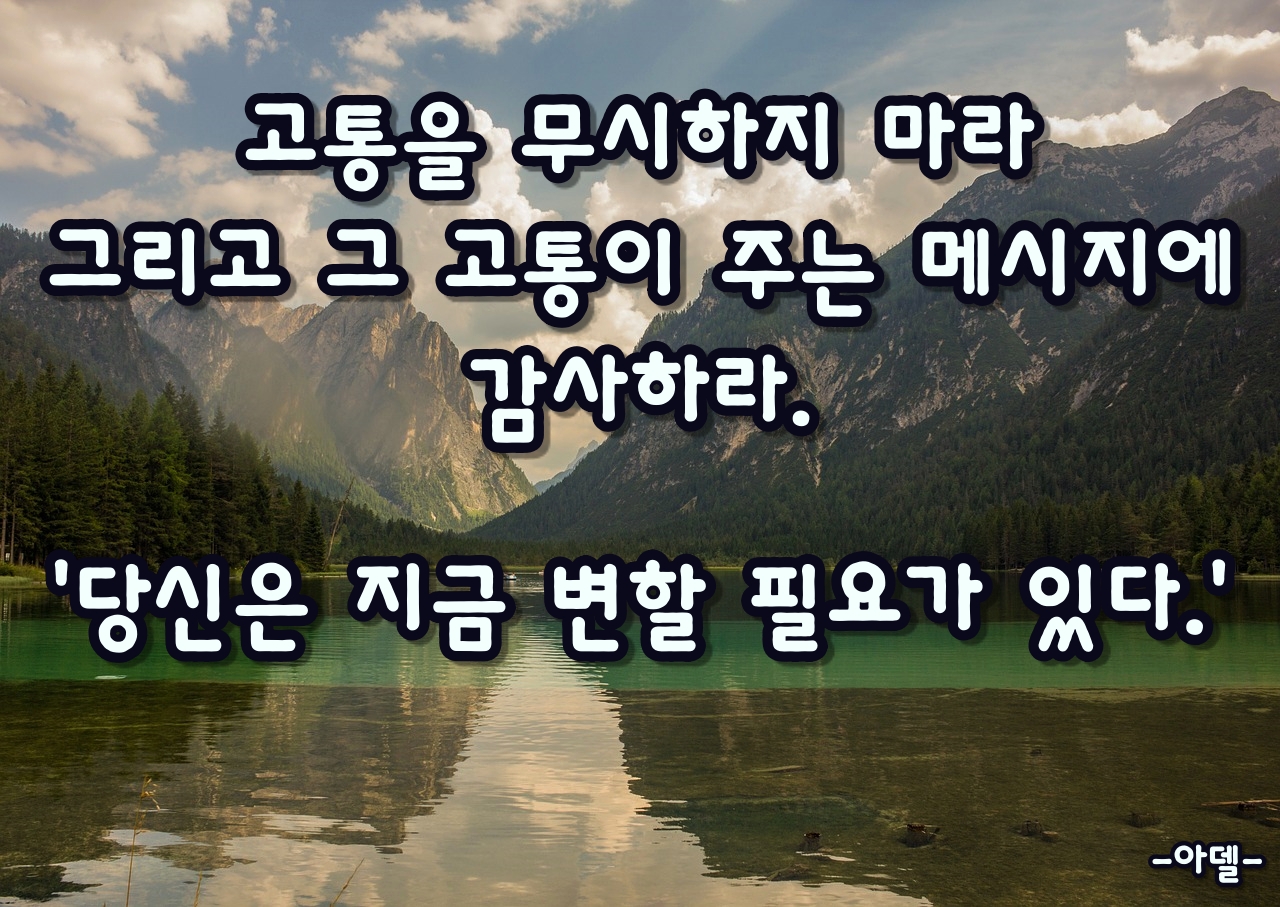 고통을 무시하지 마라
그리고 그 고통이 주는 메시지에
감사하라.
'당신은 지금 변할 필요가 있다.'
-아델-